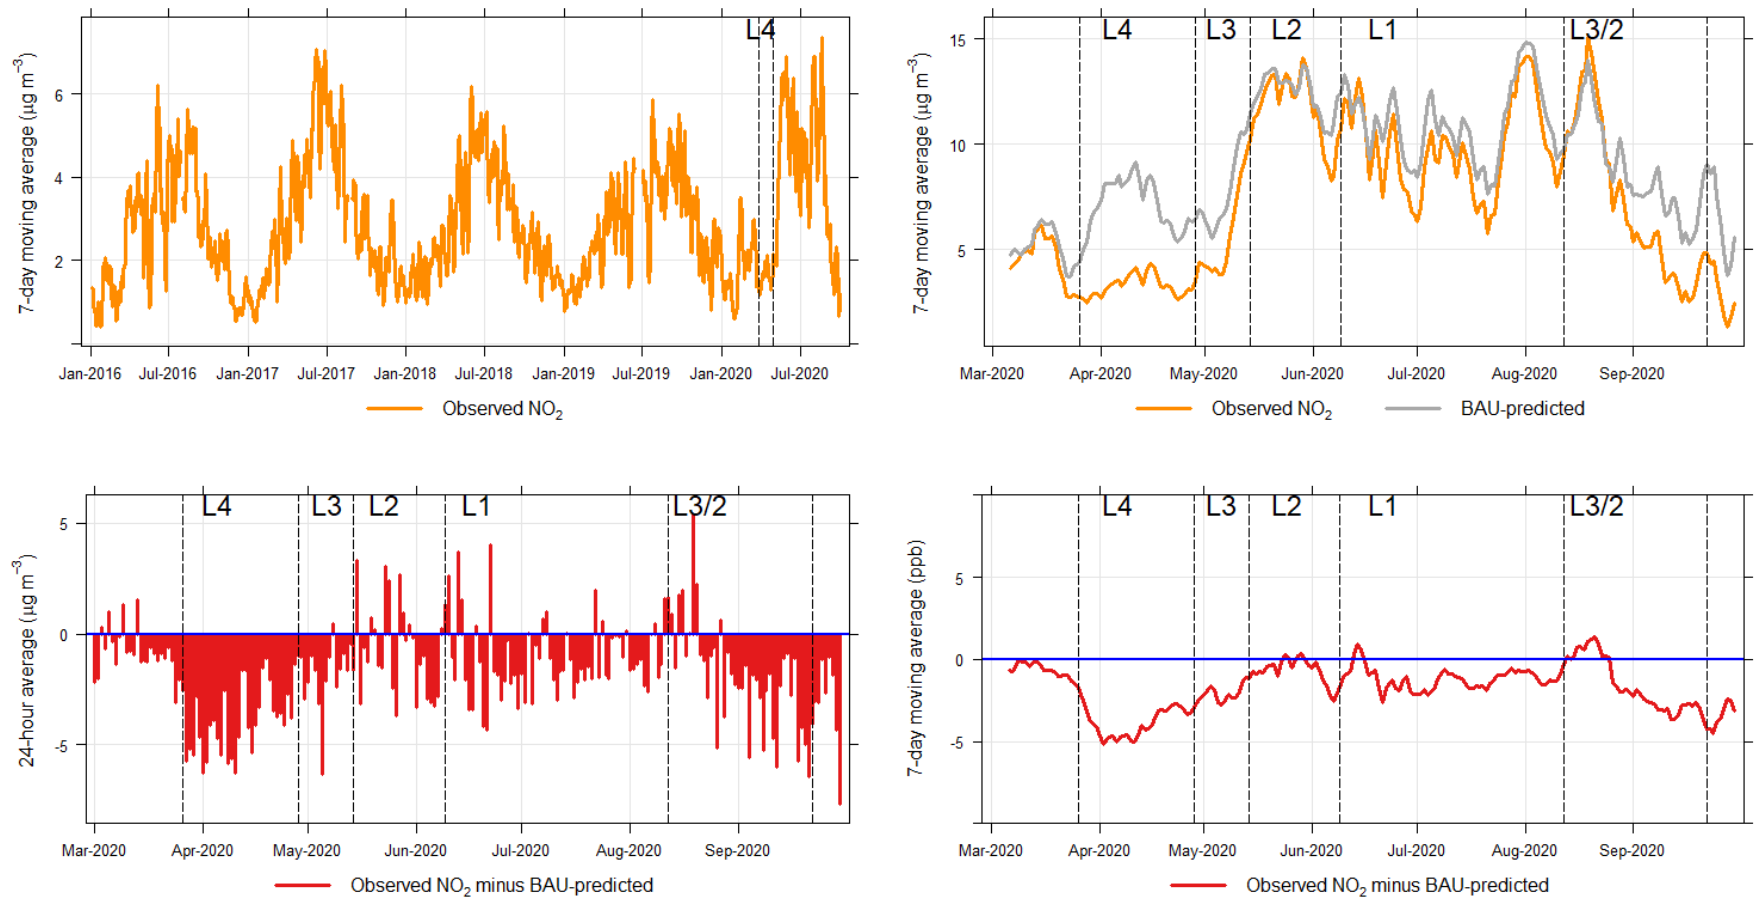 L4
7-day moving average (µg m⁻³)
6
4
2
Jan-2016 Jul-2016 Jan-2017 Jul-2017 Jan-2018 Jul-2018 Jan-2019 Jul-2019 Jan-2020 Jul-2020
Observed NO₂
L4 L3 L2 L1 L3/2
7-day moving average (µg m⁻³)
15
10
5
Mar-2020 Apr-2020 May-2020 Jun-2020 Jul-2020 Aug-2020 Sep-2020
Observed NO₂ BAU-predicted
L4 L3 L2 L1 L3/2
24-hour average (µg m⁻³)
5
0
-5
Mar-2020 Apr-2020 May-2020 Jun-2020 Jul-2020 Aug-2020 Sep-2020
Observed NO₂ minus BAU-predicted
L4 L3 L2 L1 L3/2
7-day moving average (ppb)
5
0
-5
Mar-2020 Apr-2020 May-2020 Jun-2020 Jul-2020 Aug-2020 Sep-2020
Observed NO₂ minus BAU-predicted